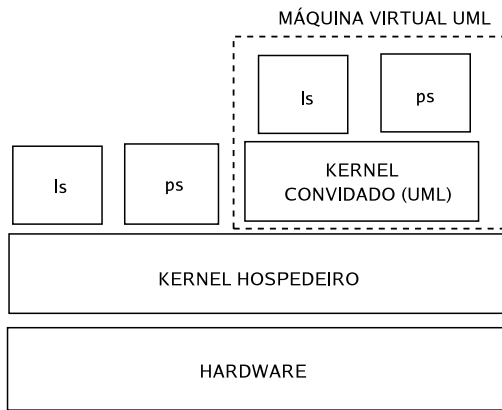 MÁQUINA VIRTUAL UML
ls
ps
KERNEL
CONVIDADO (UML)
ls
ps
KERNEL HOSPEDEIRO
HARDWARE